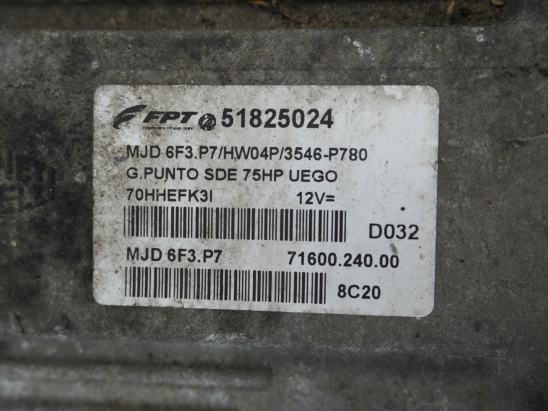 FPT 51825024
MJD 6F3.P7/HW04P/3546-P780
G.PUNTO SDE 75HP UEGO
70HHEFK3I 12V=
D032
MJD 6F3.P7 71600.240.00
8C20